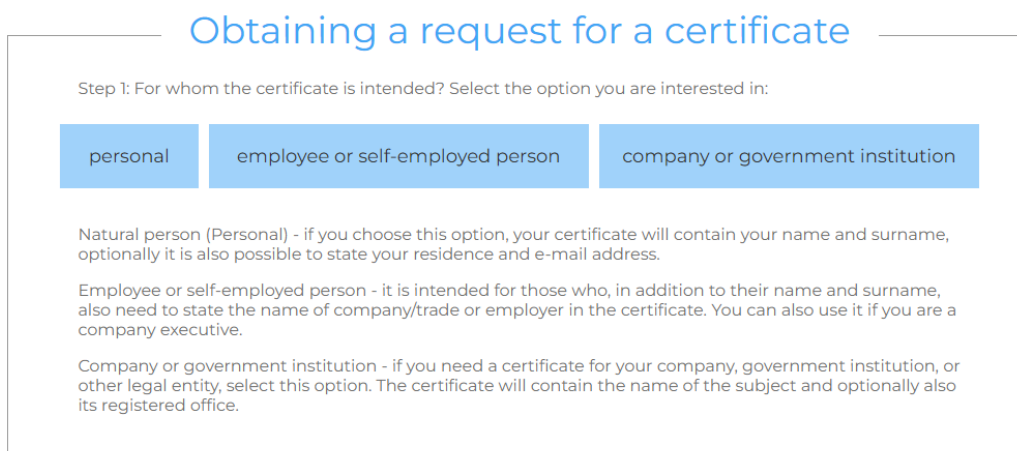 Obtaining a request for a certificate
Step 1: For whom the certificate is intended? Select the option you are interested in:
personal
employee or self-employed person
company or government institution
Natural person (Personal) - if you choose this option, your certificate will contain your name and surname,
optionally it is also possible to state your residence and e-mail address.
Employee or self-employed person - it is intended for those who, in addition to their name and surname,
also need to state the name of company/trade or employer in the certificate. You can also use it if you are a
company executive.
Company or government institution - if you need a certificate for your company, government institution, or
other legal entity, select this option. The certificate will contain the name of the subject and optionally also
its registered office.